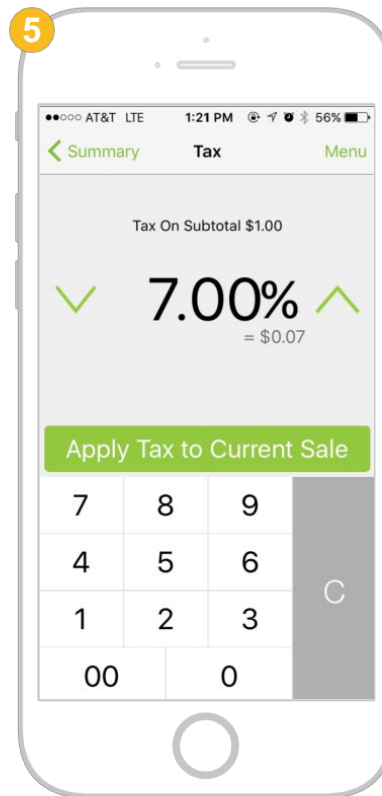 5
AT&T LTE 1:21 PM 56%
Summary Tax Menu
Tax On Subtotal $1.00
7.00%
= $0.07
Apply Tax to Current Sale
7 8 9
4 5 6
C
1 2 3
00 0